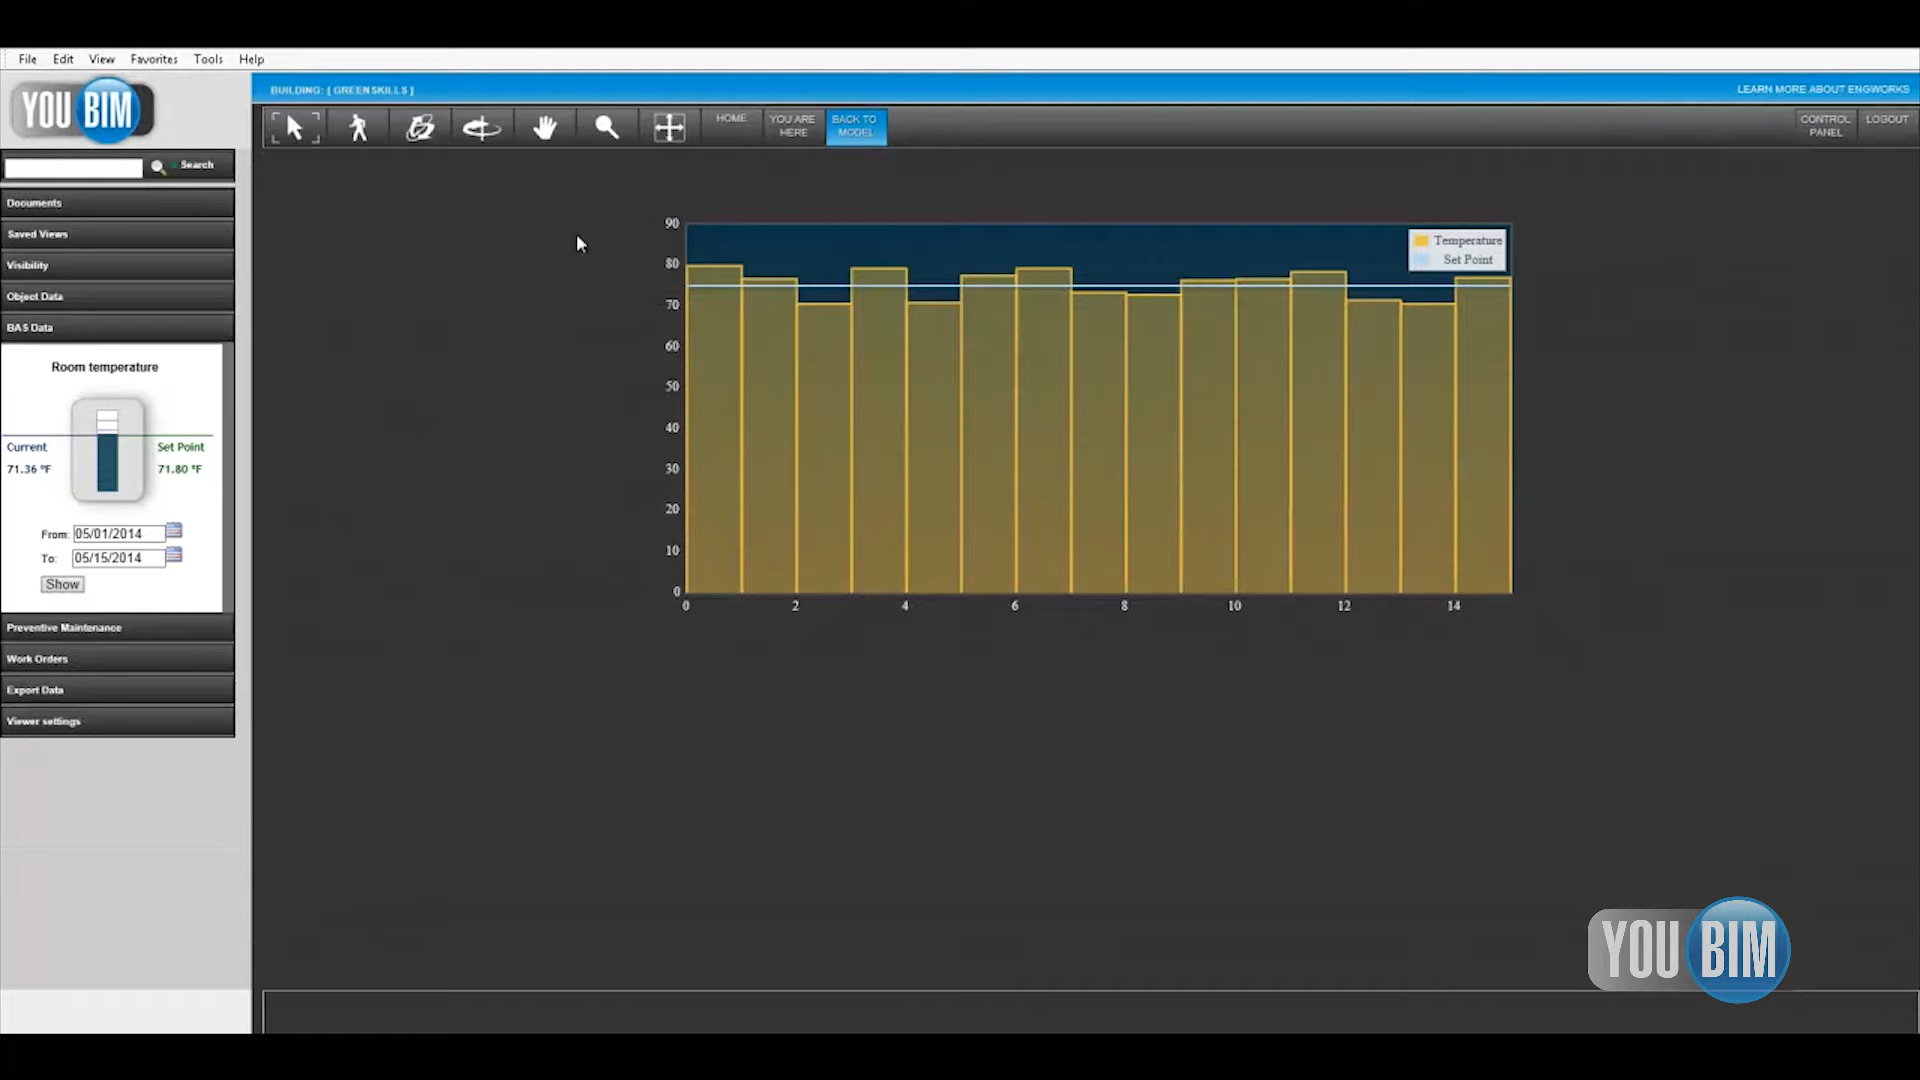 File Edit View Favorites Tools Help
YOU BIM
BUILDING: [ GREENSKILLS ]
LEARN MORE ABOUT ENGWORKS
HOME
YOU ARE
HERE
BACK TO
MODEL
CONTROL
PANEL
LOGOUT
Search
Documents
Saved Views
Visibility
Object Data
BAS Data
Room temperature
Current
71.36 °F
Set Point
71.80 °F
From: 05/01/2014
To: 05/15/2014
Show
Preventive Maintenance
Work Orders
Export Data
Viewer settings
90
80
70
60
50
40
30
20
10
0
0 2 4 6 8 10 12 14
Temperature
Set Point
YOU BIM